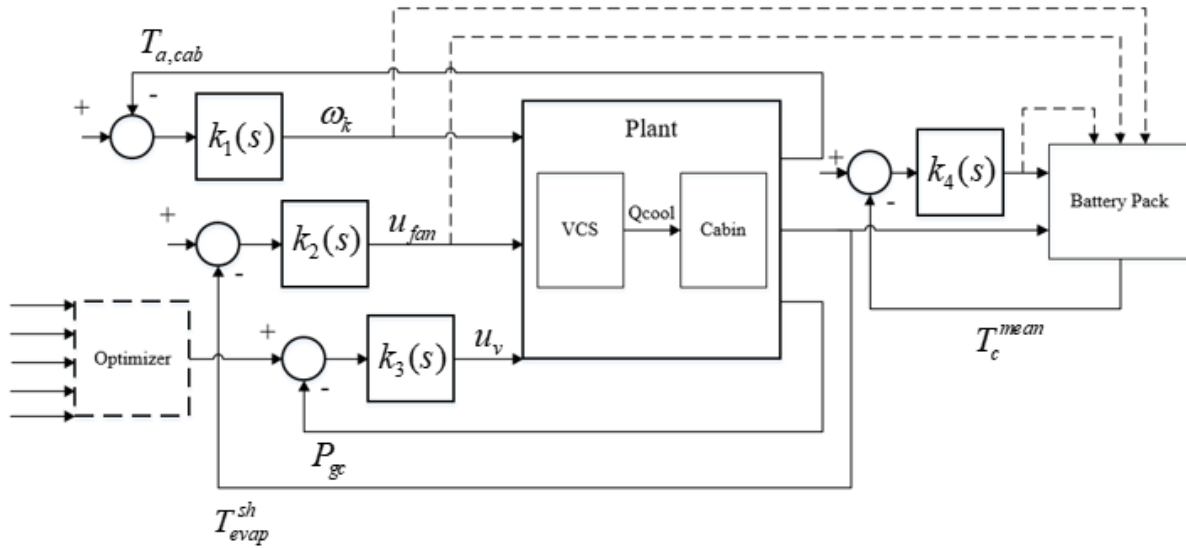 T_{a,cab}
+
-
k_1(s)
ω_k
Plant
+
-
k_4(s)
Battery Pack
VCS
Qcool
Cabin
+
-
k_2(s)
u_{fan}
T_c^{mean}
Optimizer
+
-
k_3(s)
u_v
P_{gc}
T_{evap}^{sh}